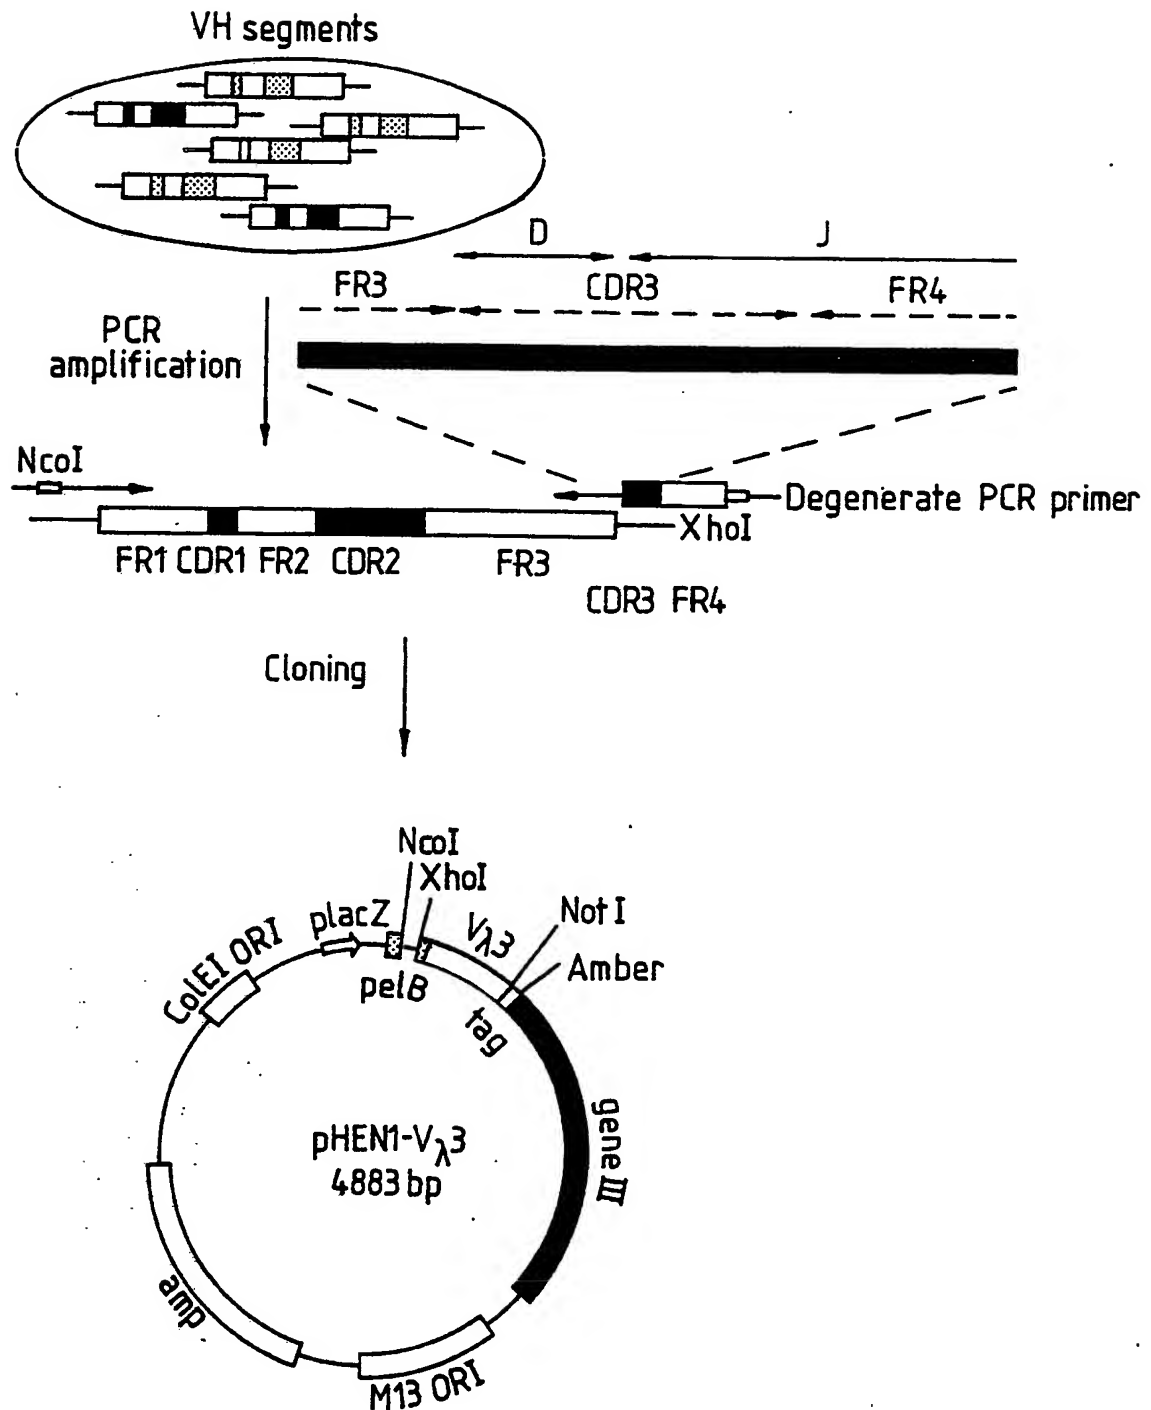 VH segments
D
J
FR3
CDR3
FR4
PCR
amplification
NcoI
Degenerate PCR primer
XhoI
FR1 CDR1 FR2 CDR2 FR3
CDR3 FR4
Cloning
NcoI
XhoI
placZ
Vλ3
Not I
ColEI ORI
pelB
Amber
tag
gene III
pHEN1-Vλ3
4883 bp
amp
M13 ORI